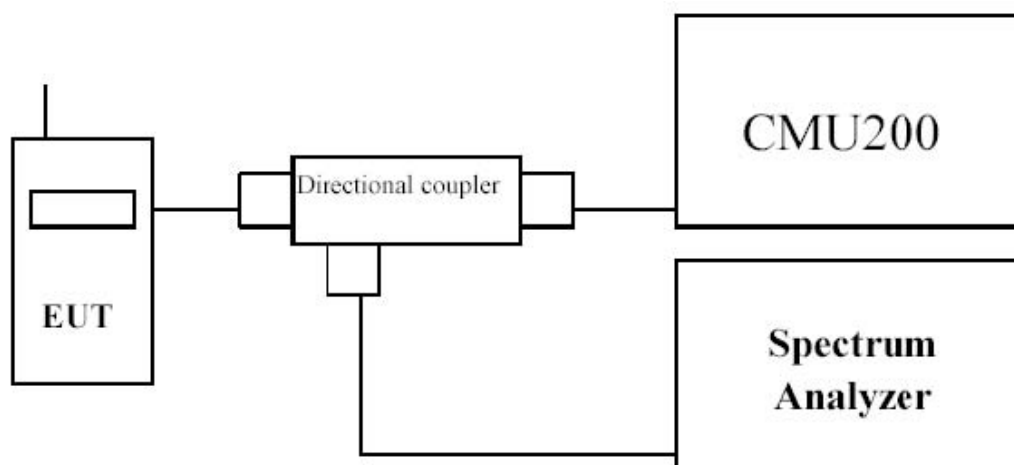 CMU200
Directional coupler
EUT
Spectrum
Analyzer